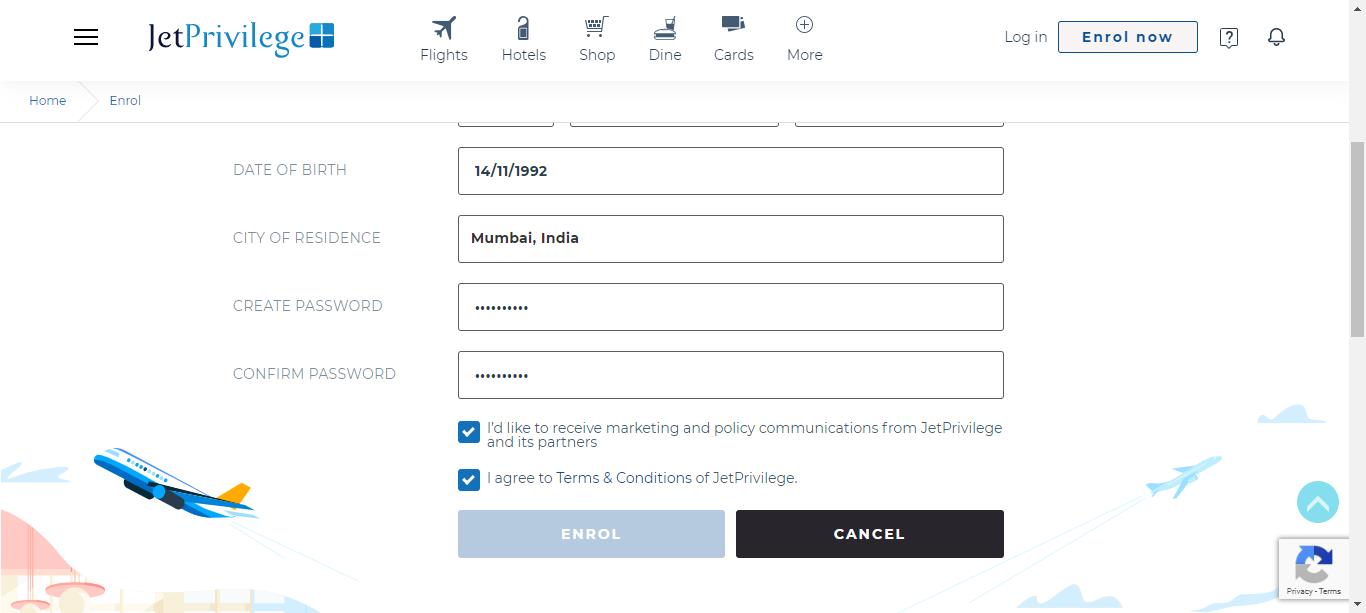 JetPrivilege
Flights
Hotels
Shop
Dine
Cards
More
Log in
Enrol now
?
Home
Enrol
DATE OF BIRTH
14/11/1992
CITY OF RESIDENCE
Mumbai, India
CREATE PASSWORD
••••••••••
CONFIRM PASSWORD
••••••••••
I'd like to receive marketing and policy communications from JetPrivilege
and its partners
I agree to Terms & Conditions of JetPrivilege.
ENROL
CANCEL
Privacy - Terms